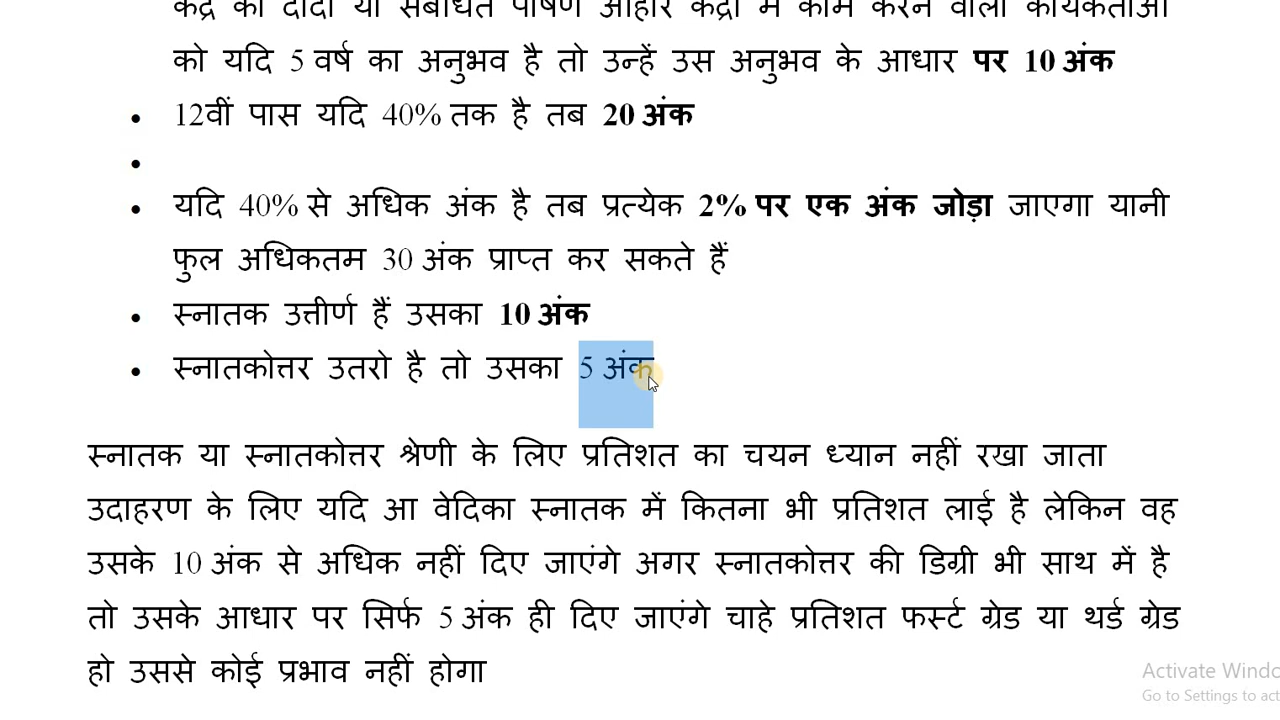 को यदि 5 वर्ष का अनुभव है तो उन्हें उस अनुभव के आधार पर 10 अंक
• 12वीं पास यदि 40% तक है तब 20 अंक
•
• यदि 40% से अधिक अंक है तब प्रत्येक 2% पर एक अंक जोड़ा जाएगा यानी
फुल अधिकतम 30 अंक प्राप्त कर सकते हैं
• स्नातक उत्तीर्ण हैं उसका 10 अंक
• स्नातकोत्तर उतरो है तो उसका 5 अंक
स्नातक या स्नातकोत्तर श्रेणी के लिए प्रतिशत का चयन ध्यान नहीं रखा जाता
उदाहरण के लिए यदि आ वेदिका स्नातक में कितना भी प्रतिशत लाई है लेकिन वह
उसके 10 अंक से अधिक नहीं दिए जाएंगे अगर स्नातकोत्तर की डिग्री भी साथ में है
तो उसके आधार पर सिर्फ 5 अंक ही दिए जाएंगे चाहे प्रतिशत फर्स्ट ग्रेड या थर्ड ग्रेड
हो उससे कोई प्रभाव नहीं होगा
Activate Windo
Go to Settings to act